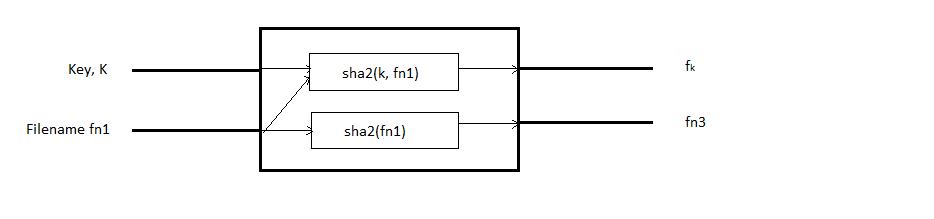 Key, K
sha2(k, fn1)
fk
Filename fn1
sha2(fn1)
fn3